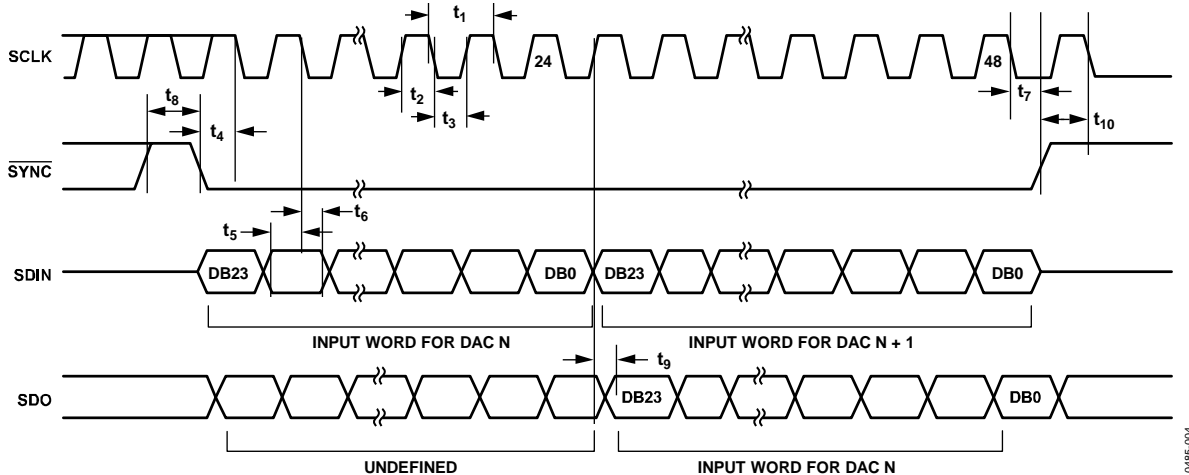 t1
SCLK
24
48
t2
t3
t7
t8
t4
t10
SYNC
t6
t5
SDIN
DB23
DB0
DB23
DB0
INPUT WORD FOR DAC N
INPUT WORD FOR DAC N + 1
t9
SDO
DB23
DB0
UNDEFINED
INPUT WORD FOR DAC N